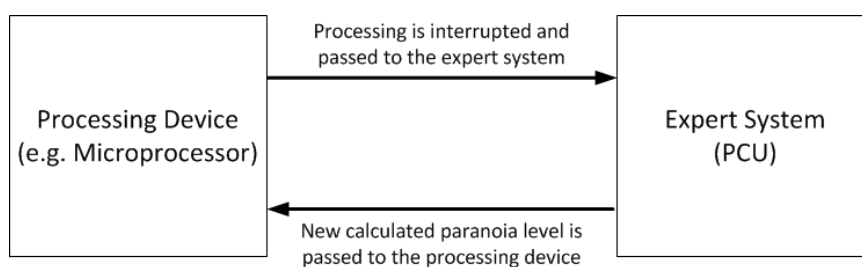 Processing is interrupted and
passed to the expert system
Processing Device
(e.g. Microprocessor)
Expert System
(PCU)
New calculated paranoia level is
passed to the processing device